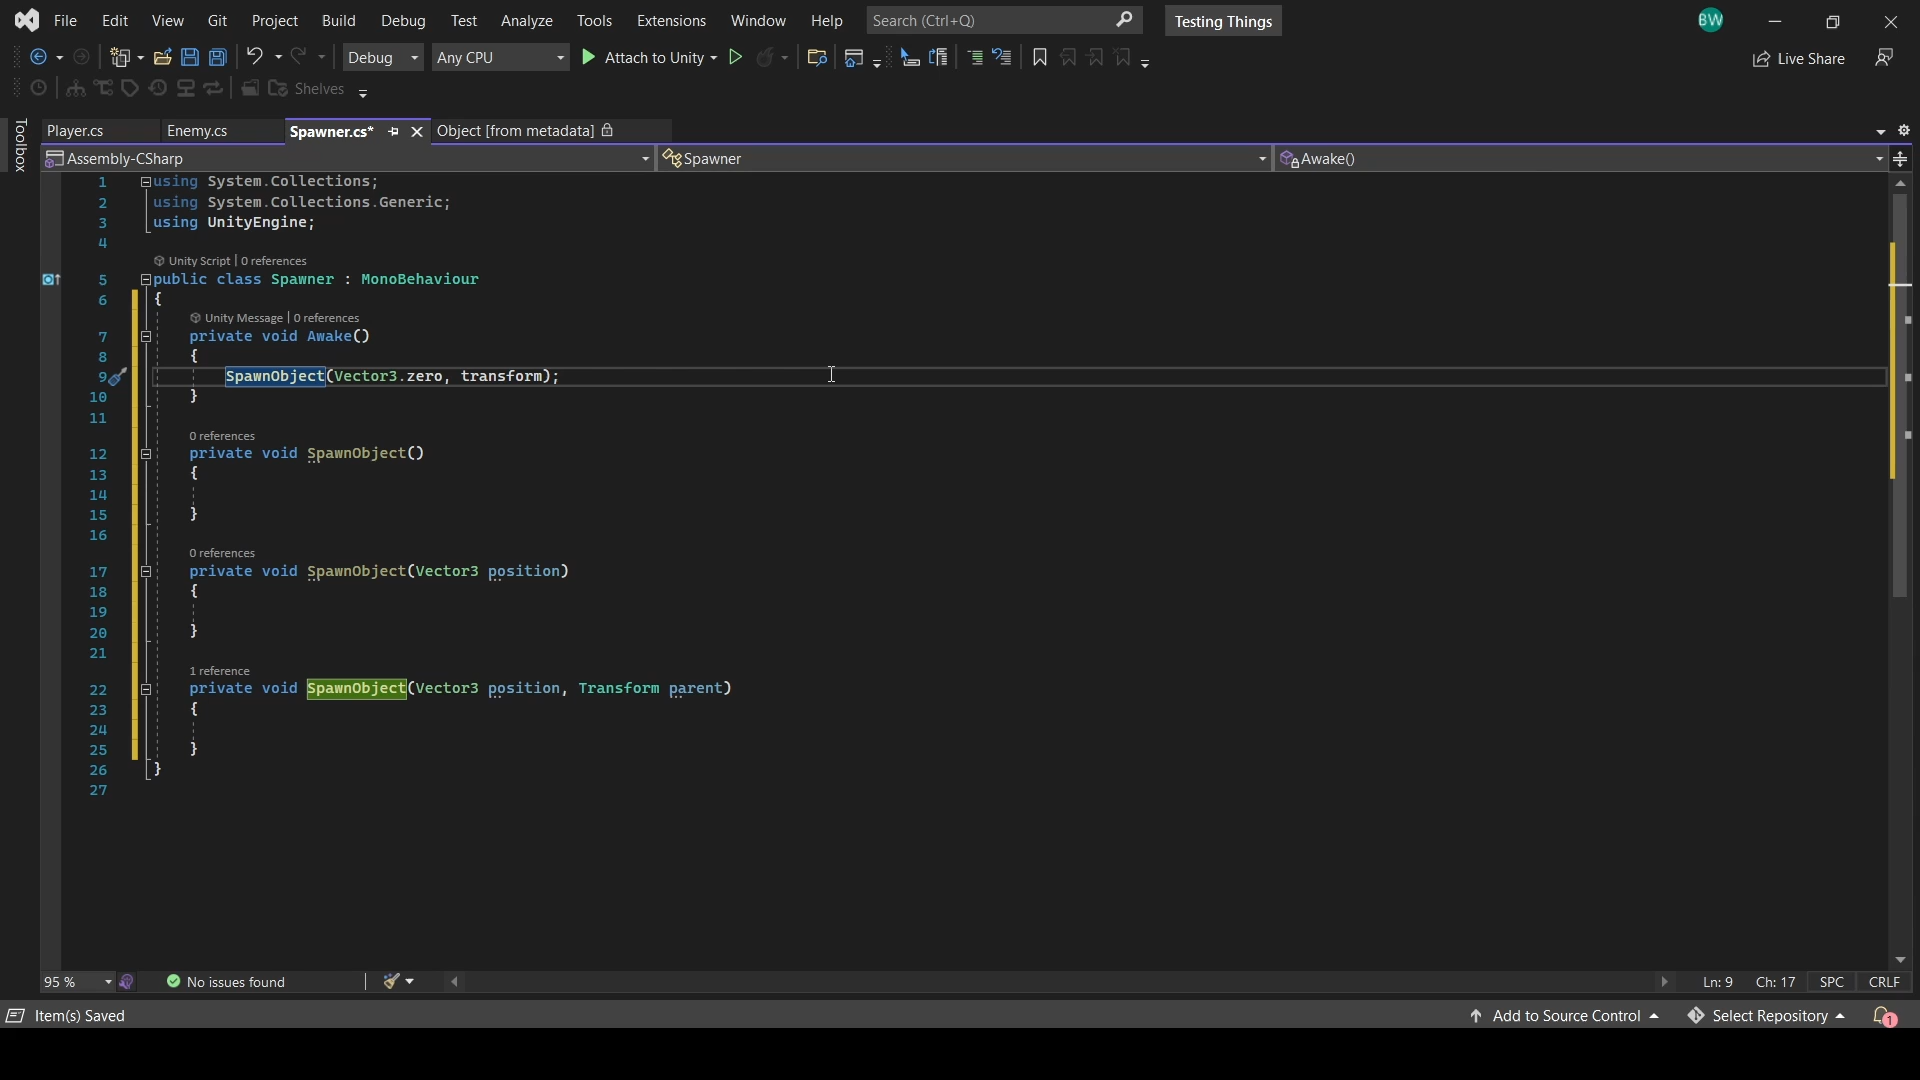 File Edit View Git Project Build Debug Test Analyze Tools Extensions Window Help Search (Ctrl+Q) Testing Things BW
Debug Any CPU Attach to Unity Live Share
Shelves
Toolbox
Player.cs Enemy.cs Spawner.cs* Object [from metadata]
Assembly-CSharp Spawner Awake()
1 using System.Collections;
2 using System.Collections.Generic;
3 using UnityEngine;
4
Unity Script | 0 references
5 public class Spawner : MonoBehaviour
6 {
Unity Message | 0 references
7 private void Awake()
8 {
9 SpawnObject(Vector3.zero, transform);
10 }
11
0 references
12 private void SpawnObject()
13 {
14
15 }
16
0 references
17 private void SpawnObject(Vector3 position)
18 {
19
20 }
21
1 reference
22 private void SpawnObject(Vector3 position, Transform parent)
23 {
24
25 }
26 }
27
95 % No issues found Ln: 9 Ch: 17 SPC CRLF
Item(s) Saved Add to Source Control Select Repository 1